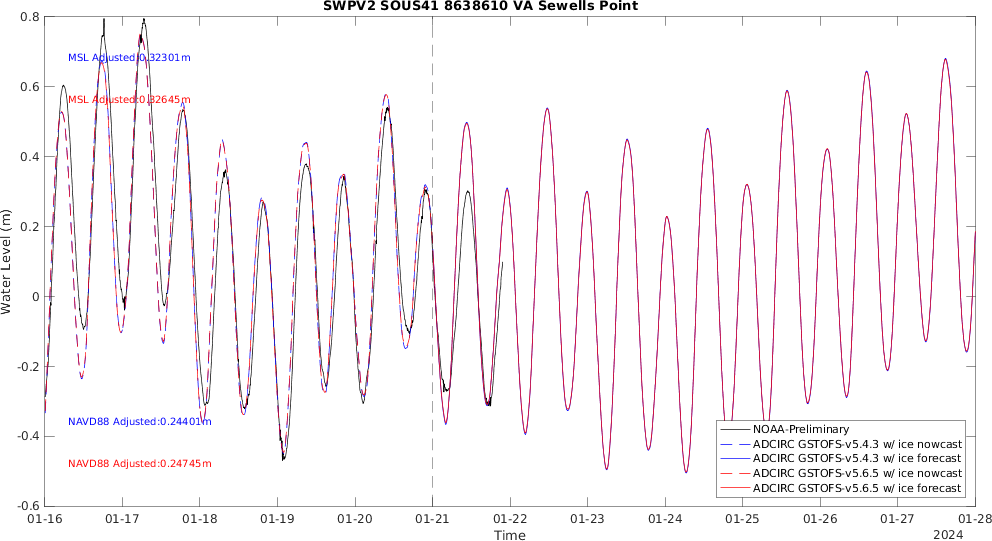 SWPV2 SOUS41 8638610 VA Sewells Point
0.8
0.6
0.4
0.2
0
-0.2
-0.4
-0.6
Water Level (m)
MSL Adjusted:0.32301m
MSL Adjusted:0.32645m
NAVD88 Adjusted:0.24401m
NAVD88 Adjusted:0.24745m
NOAA-Preliminary
ADCIRC GSTOFS-v5.4.3 w/ ice nowcast
ADCIRC GSTOFS-v5.4.3 w/ ice forecast
ADCIRC GSTOFS-v5.6.5 w/ ice nowcast
ADCIRC GSTOFS-v5.6.5 w/ ice forecast
01-16 01-17 01-18 01-19 01-20 01-21 01-22 01-23 01-24 01-25 01-26 01-27 01-28
Time
2024